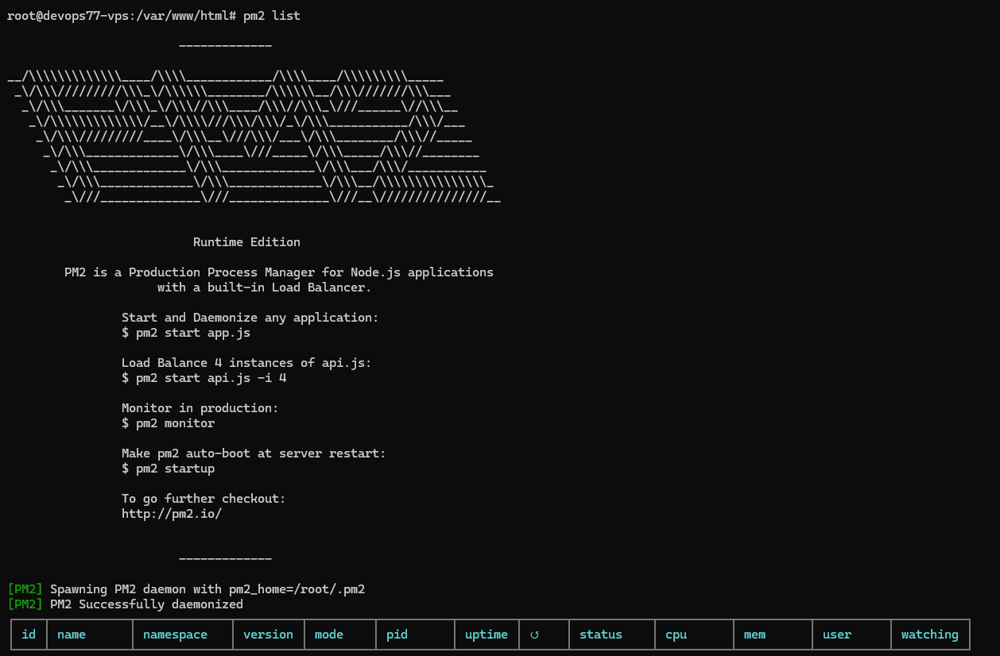 root@devops77-vps:/var/www/html# pm2 list
-------------
__/\\\\\\\\\\\\\____/\\\\____________/\\\\____/\\\\\\\\\_____
_\/\\\/////////\\\_\/\\\\\\________/\\\\\\__/\\\///////\\\___
_\/\\\_______\/\\\_\/\\\//\\\____/\\\//\\\_\///______\//\\\__
_\/\\\\\\\\\\\\\/__\/\\\\///\\\/\\\/_\/\\\___________/\\\/___
_\/\\\/////////____\/\\\__\///\\\/___\/\\\________/\\\//_____
_\/\\\_____________\/\\\____\///_____\/\\\_____/\\\//________
_\/\\\_____________\/\\\_____________\/\\\___/\\\/___________
_\/\\\_____________\/\\\_____________\/\\\__/\\\\\\\\\\\\\\\_
_\///______________\///______________\///__\///////////////__
Runtime Edition
PM2 is a Production Process Manager for Node.js applications
with a built-in Load Balancer.
Start and Daemonize any application:
$ pm2 start app.js
Load Balance 4 instances of api.js:
$ pm2 start api.js -i 4
Monitor in production:
$ pm2 monitor
Make pm2 auto-boot at server restart:
$ pm2 startup
To go further checkout:
http://pm2.io/
-------------
[PM2] Spawning PM2 daemon with pm2_home=/root/.pm2
[PM2] PM2 Successfully daemonized
id name namespace version mode pid uptime ↺ status cpu mem user watching